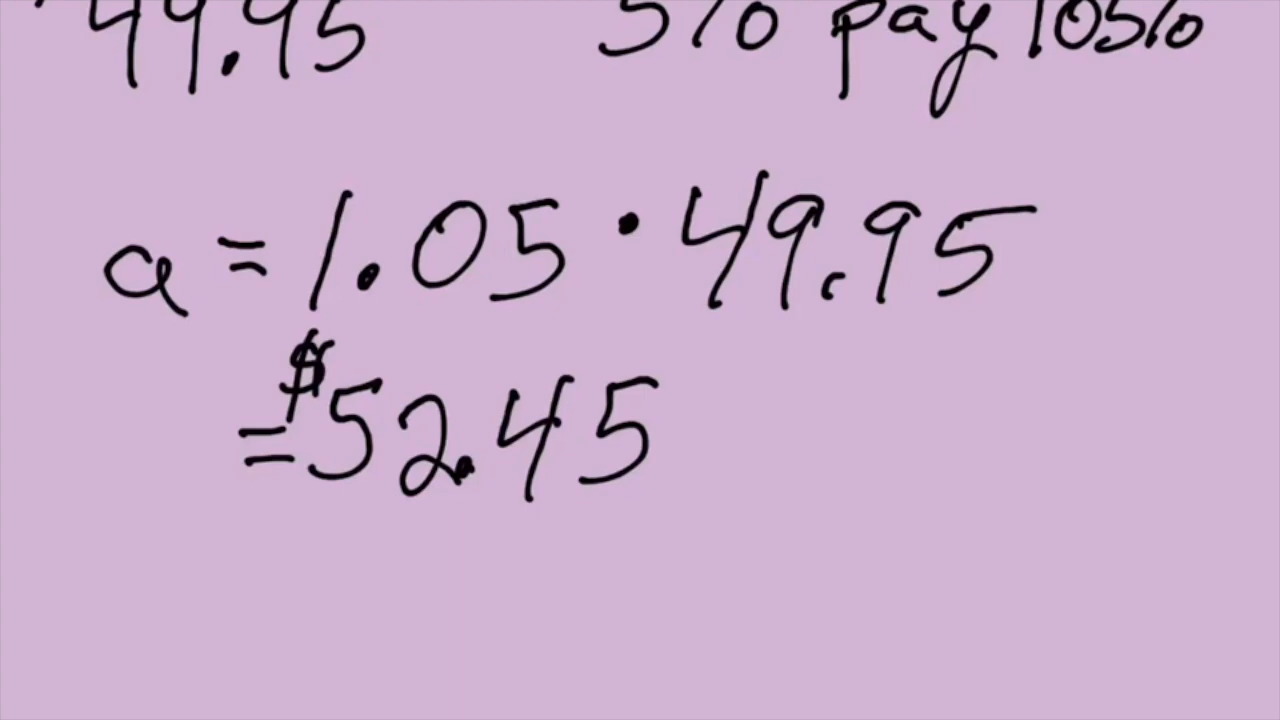 49.95 5% pay 105%
a = 1.05 · 49.95
= $52.45